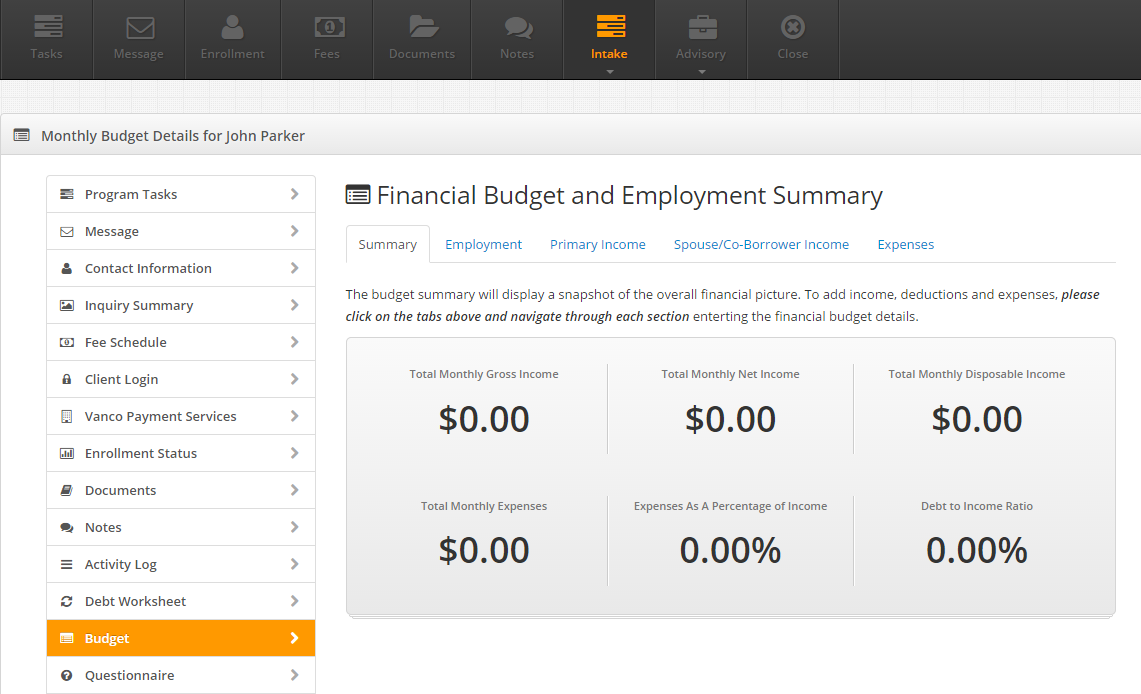 Tasks
Message
Enrollment
Fees
Documents
Notes
Intake
Advisory
Close
Monthly Budget Details for John Parker
Program Tasks
Message
Contact Information
Inquiry Summary
Fee Schedule
Client Login
Vanco Payment Services
Enrollment Status
Documents
Notes
Activity Log
Debt Worksheet
Budget
Questionnaire
Financial Budget and Employment Summary
Summary
Employment
Primary Income
Spouse/Co-Borrower Income
Expenses
The budget summary will display a snapshot of the overall financial picture. To add income, deductions and expenses, please
click on the tabs above and navigate through each section enterting the financial budget details.
Total Monthly Gross Income
$0.00
Total Monthly Net Income
$0.00
Total Monthly Disposable Income
$0.00
Total Monthly Expenses
$0.00
Expenses As A Percentage of Income
0.00%
Debt to Income Ratio
0.00%